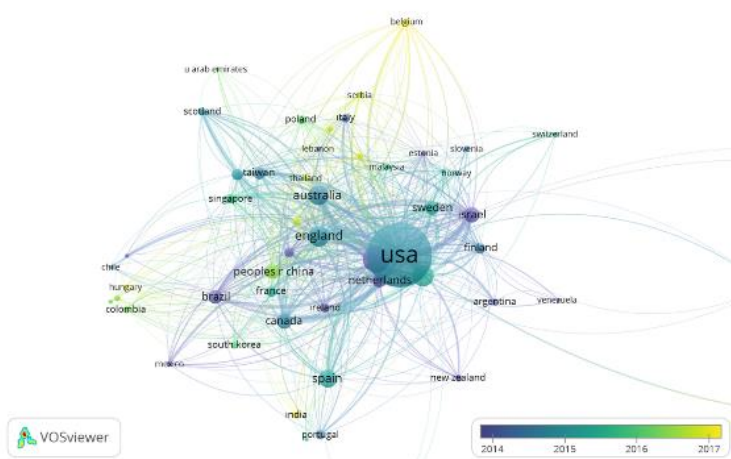 belgium
u arab emirates
serbia
scotland
poland
italy
switzerland
lebanon
estonia
slovenia
taiwan
malaysia
norway
thailand
singapore
australia
sweden
israel
england
usa
finland
chile
peoples r china
netherlands
hungary
france
brazil
colombia
ireland
argentina
venezuela
canada
south korea
mexico
spain
new zealand
india
portugal
VOSviewer
2014 2015 2016 2017